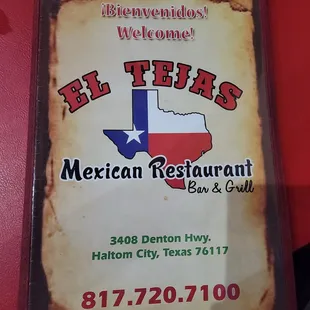 ¡Bienvenidos!
Welcome!
EL TEJAS
Mexican Restaurant
Bar & Grill
3408 Denton Hwy.
Haltom City, Texas 76117
817.720.7100